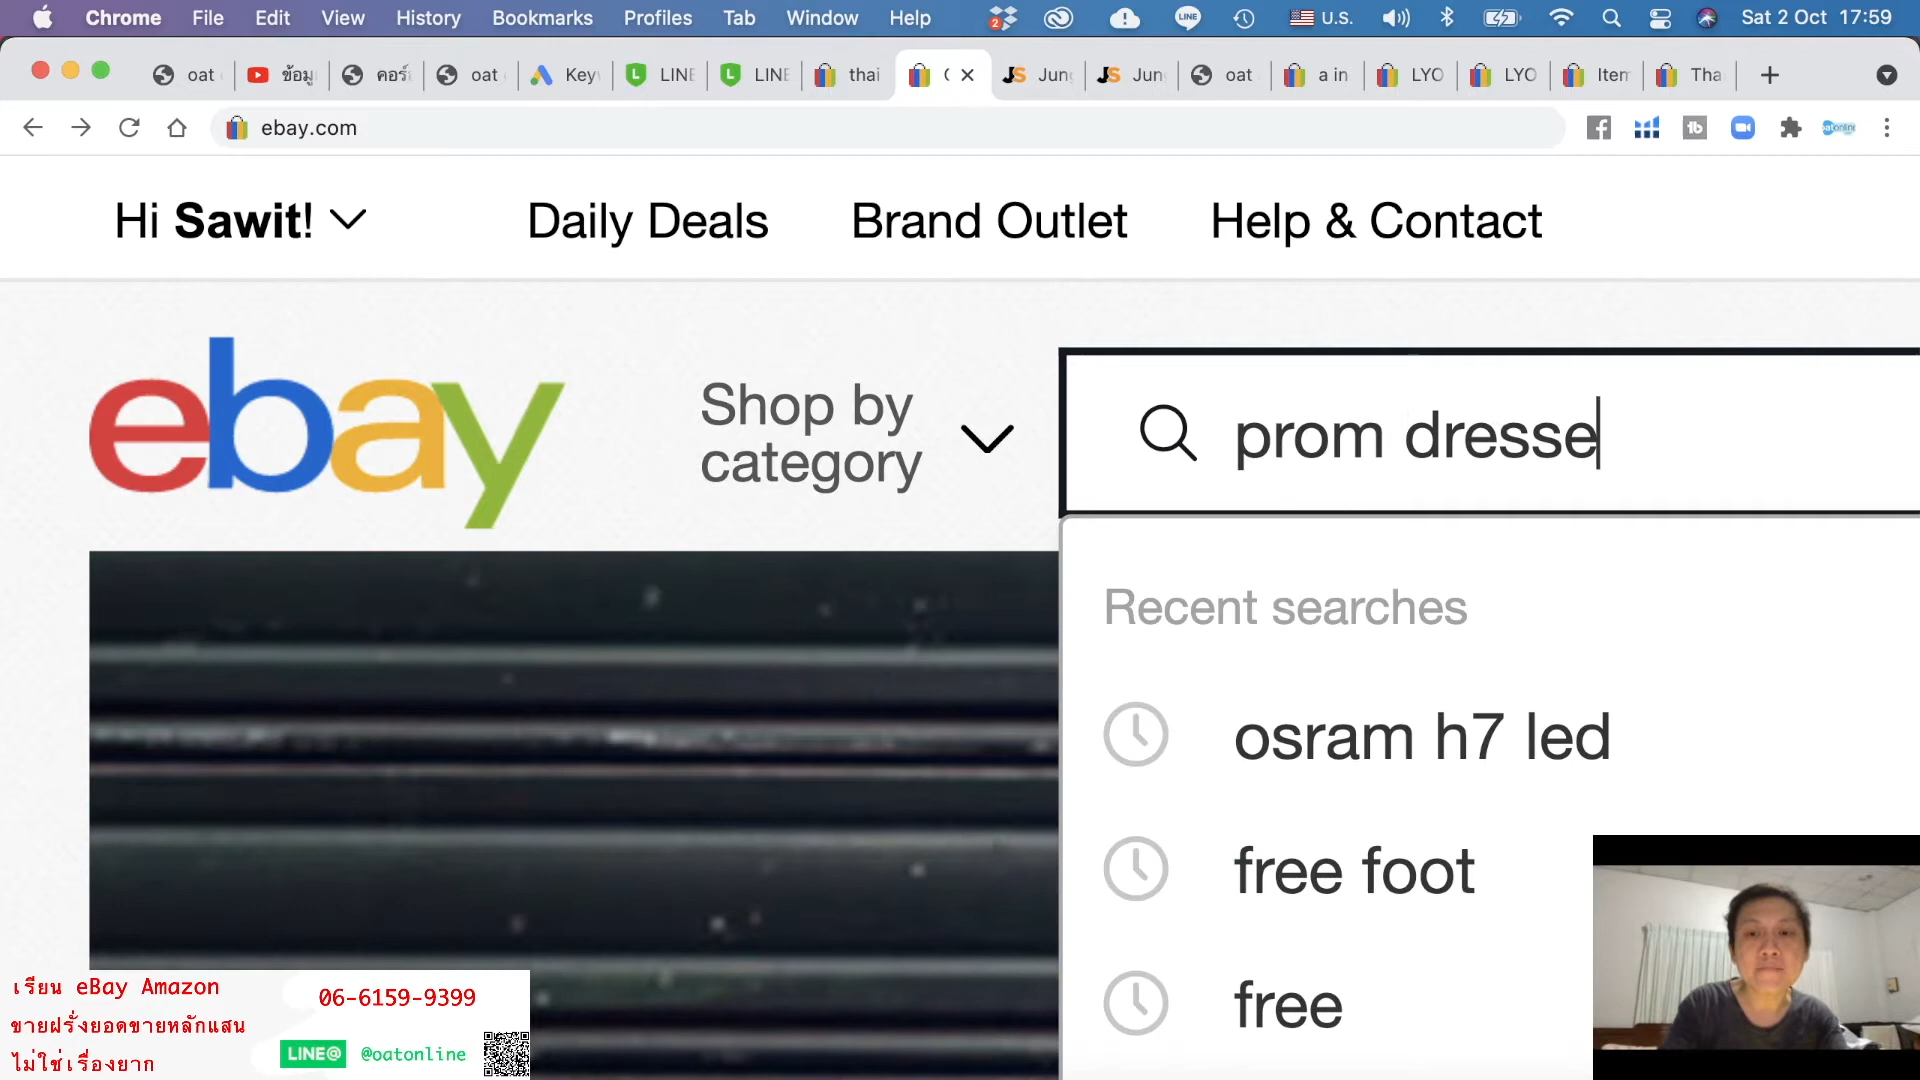 Chrome File Edit View History Bookmarks Profiles Tab Window Help 2 LINE U.S. Sat 2 Oct 17:59
oat ข้อมู คอร์ oat Key LINE LINE thai ( JS Jun JS Jun oat a in LYO LYO Item Tha
ebay.com
Hi Sawit! Daily Deals Brand Outlet Help & Contact
ebay
Shop by
category
prom dresse
Recent searches
osram h7 led
free foot
free
เรียน eBay Amazon
06-6159-9399
ขายฝรั่งยอดขายหลักแสน
ไม่ใช่เรื่องยาก
LINE@ @oatonline